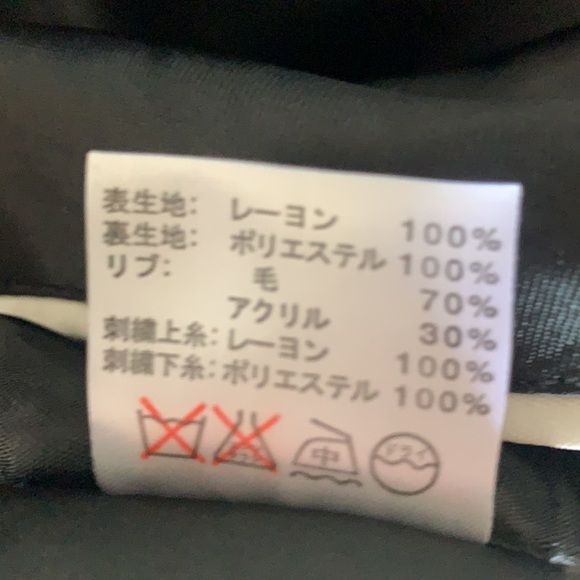 表生地: レーヨン 100%
裏生地: ポリエステル 100%
リブ: 毛 70%
アクリル 30%
刺繍上糸: レーヨン 100%
刺繍下糸: ポリエステル 100%
中 ドライ